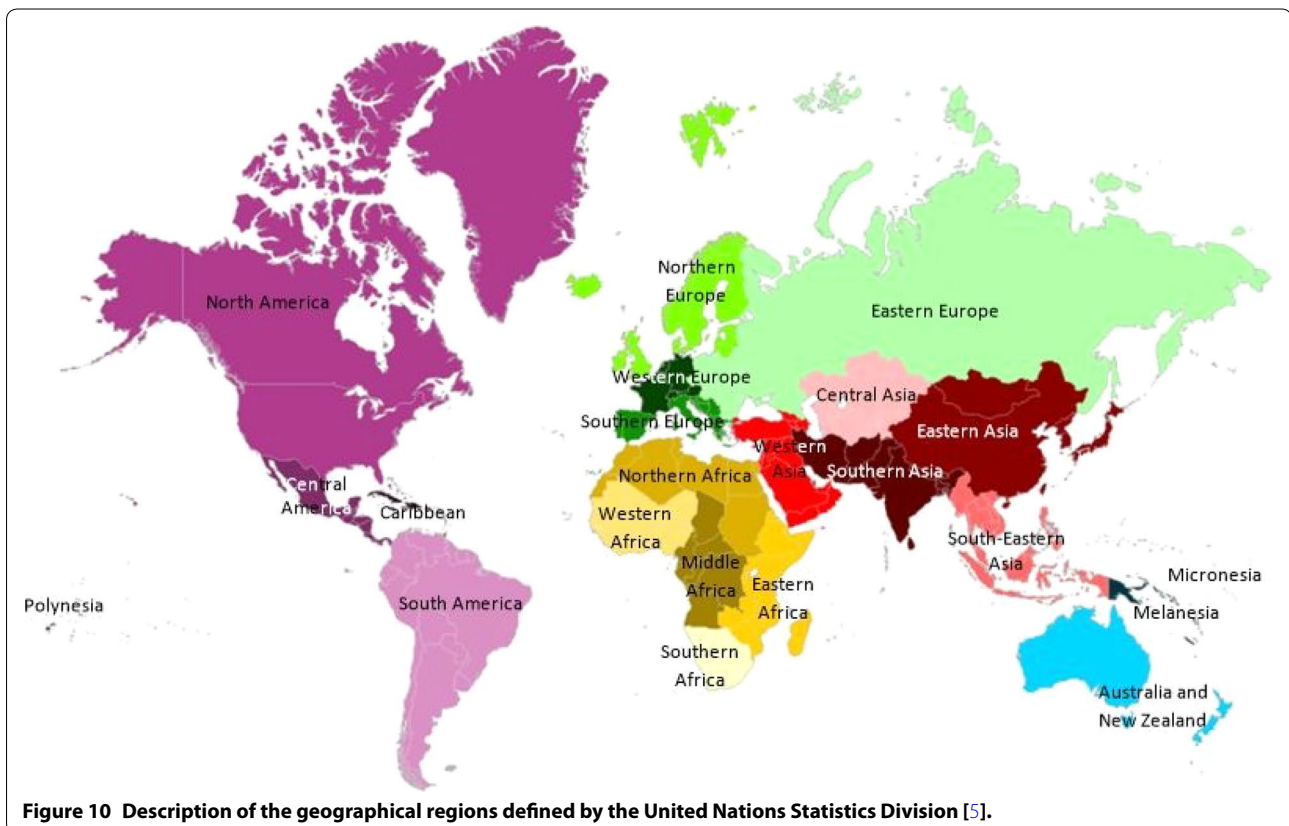 Northern
Europe
North America
Eastern Europe
Western Europe
Central Asia
Southern Europe
Eastern Asia
Western
Asia
Southern Asia
Northern Africa
Central
America
Caribbean
Western
Africa
South-Eastern
Asia
Middle
Africa
Eastern
Africa
Micronesia
Polynesia
South America
Melanesia
Southern
Africa
Australia and
New Zealand
Figure 10 Description of the geographical regions defined by the United Nations Statistics Division [5].